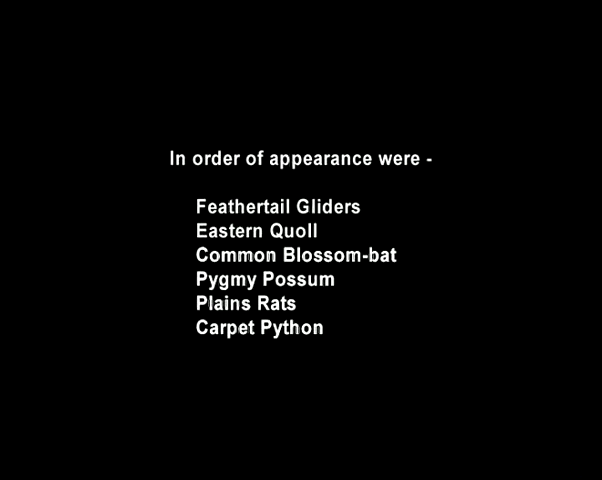 In order of appearance were -
Feathertail Gliders
Eastern Quoll
Common Blossom-bat
Pygmy Possum
Plains Rats
Carpet Python